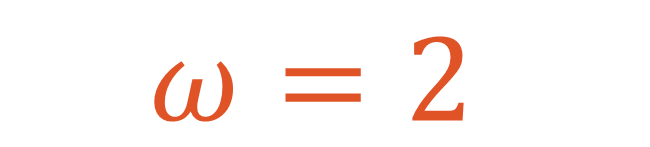 ω = 2